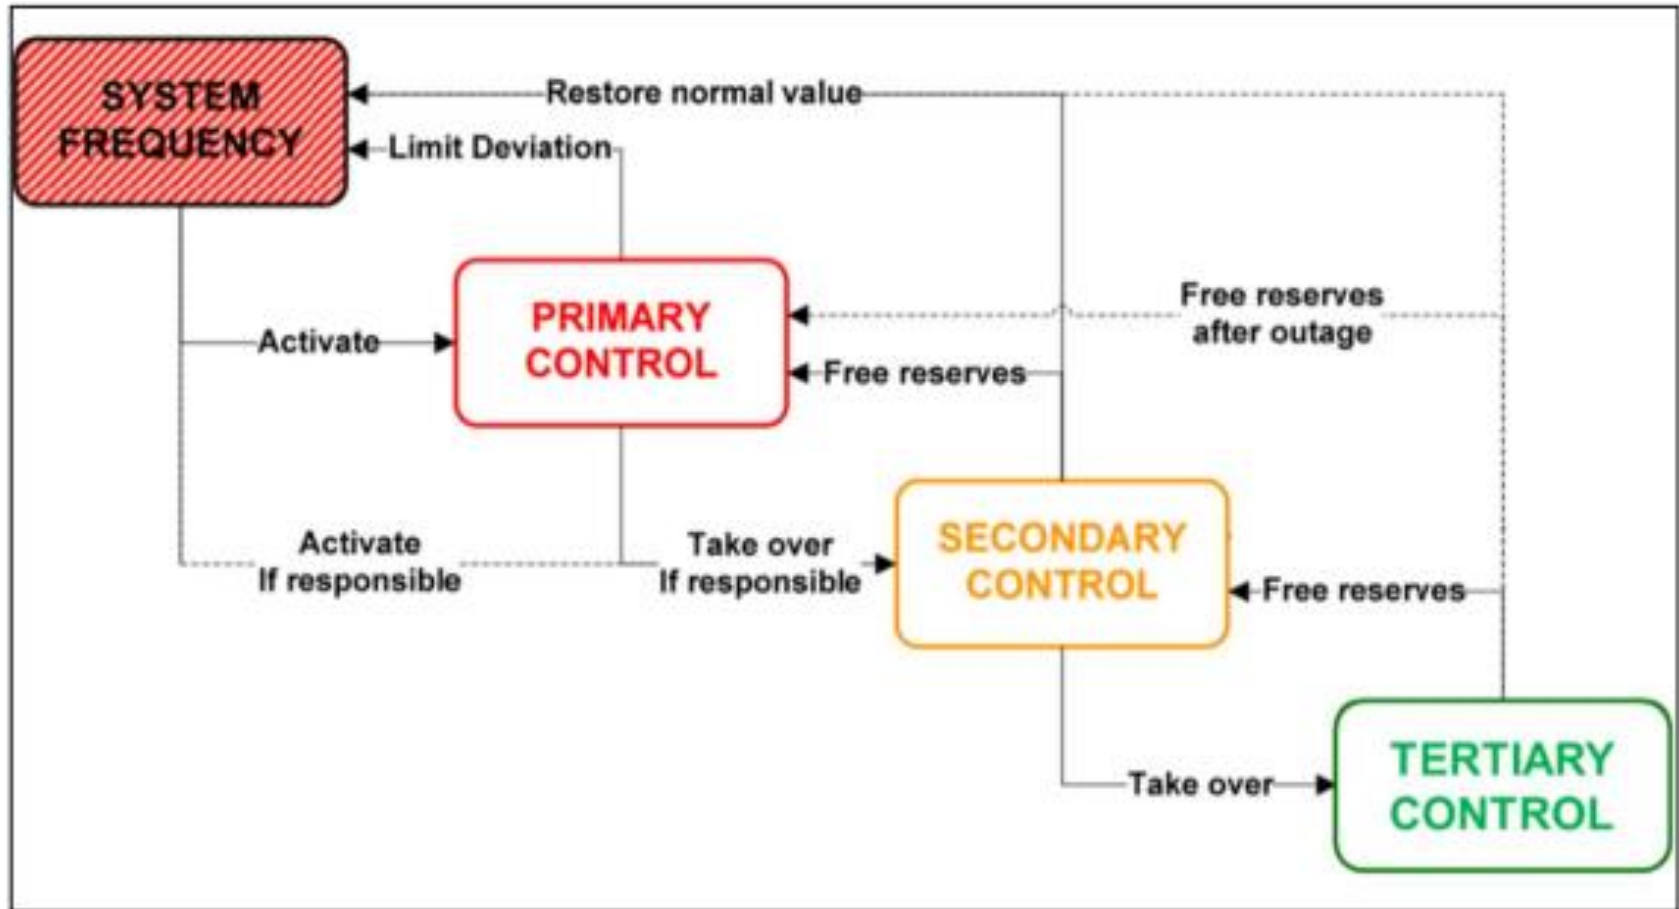 SYSTEM
FREQUENCY
Restore normal value
Limit Deviation
PRIMARY
CONTROL
Activate
Free reserves
after outage
Free reserves
Activate
If responsible
Take over
If responsible
SECONDARY
CONTROL
Free reserves
Take over
TERTIARY
CONTROL